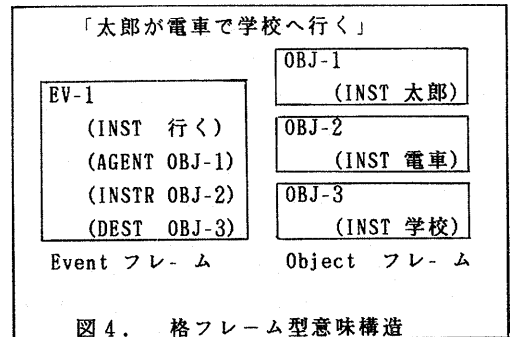 「太郎が電車で学校へ行く」
EV-1
(INST 行く)
(AGENT OBJ-1)
(INSTR OBJ-2)
(DEST OBJ-3)
Event フレ-ム
OBJ-1
(INST 太郎)
OBJ-2
(INST 電車)
OBJ-3
(INST 学校)
Object フレ-ム
図4. 格フレーム型意味構造